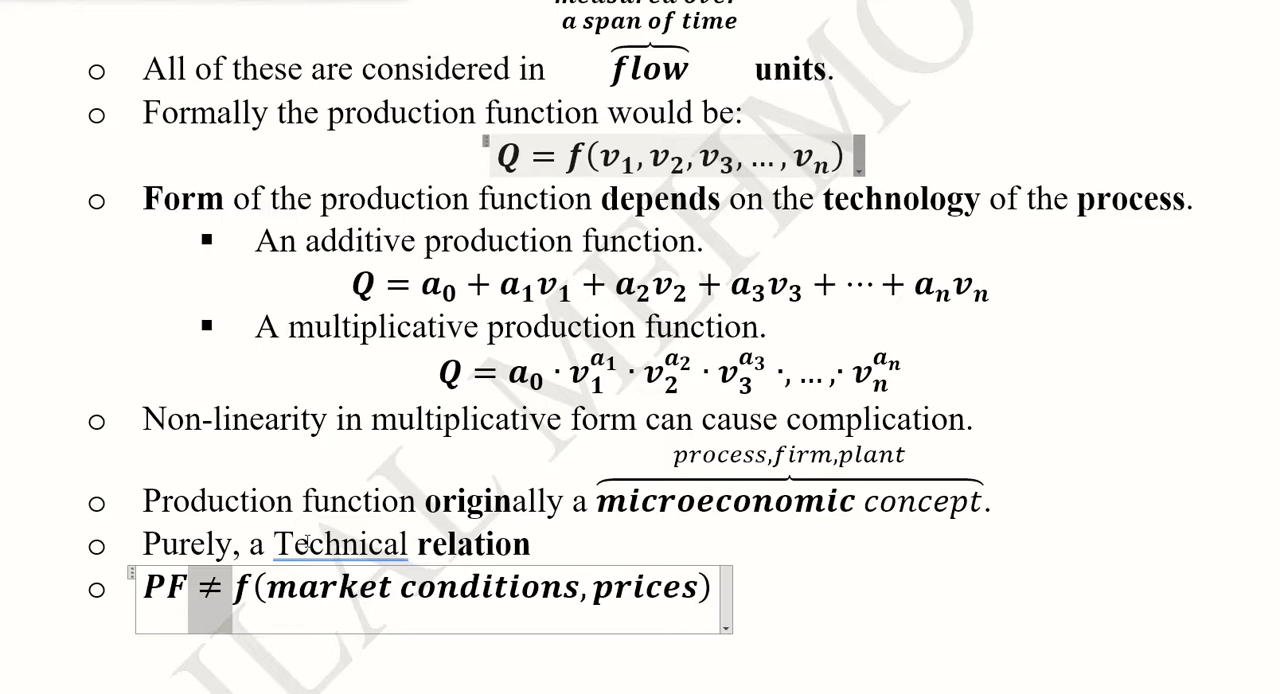 measured over
a span of time
○ All of these are considered in flow units.
○ Formally the production function would be:
Q = f(v₁, v₂, v₃, … , vₙ)
○ Form of the production function depends on the technology of the process.
▪ An additive production function.
Q = a₀ + a₁v₁ + a₂v₂ + a₃v₃ + ⋯ + aₙvₙ
▪ A multiplicative production function.
Q = a₀ · v₁^a₁ · v₂^a₂ · v₃^a₃ ·, … ,· vₙ^aₙ
○ Non-linearity in multiplicative form can cause complication.
process,firm,plant
○ Production function originally a microeconomic concept.
○ Purely, a Technical relation
○ PF ≠ f(market conditions, prices)